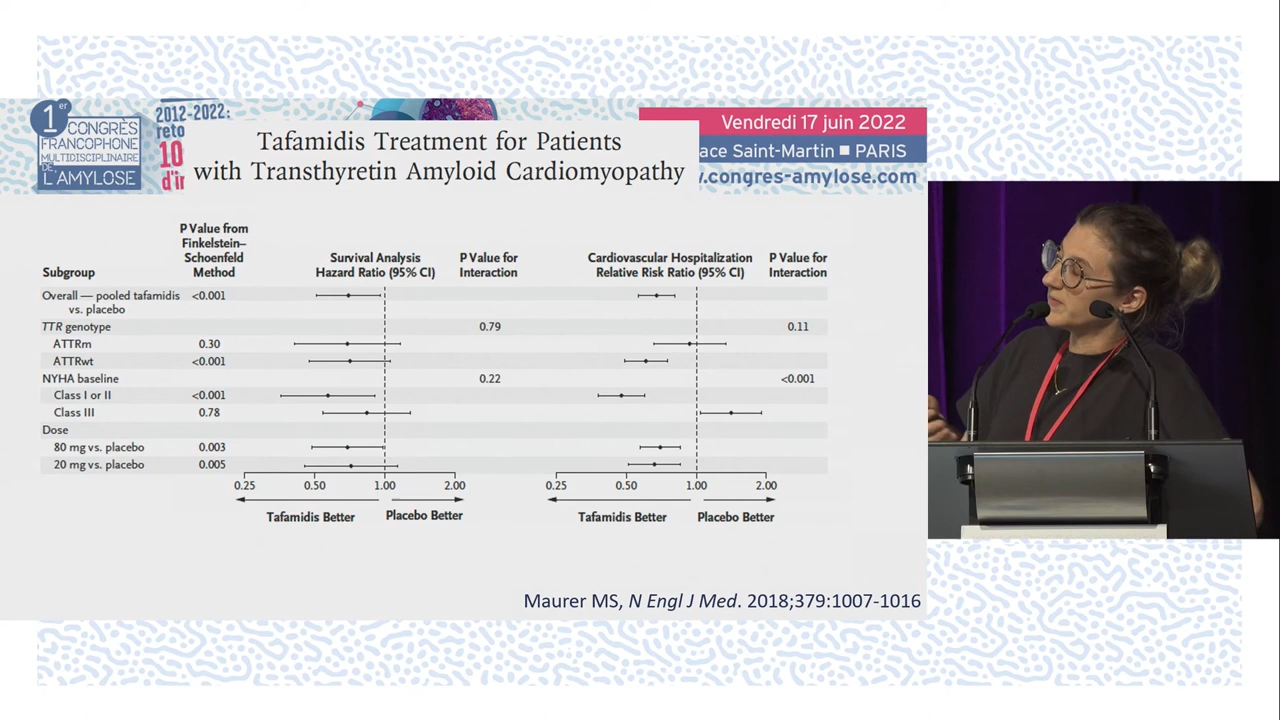 1er
CONGRÈS
FRANCOPHONE
MULTIDISCIPLINAIRE
DE
L'AMYLOSE
2012-2022:
reto
10
d'ir
Vendredi 17 juin 2022
ace Saint-Martin ■ PARIS
.congres-amylose.com
Tafamidis Treatment for Patients
with Transthyretin Amyloid Cardiomyopathy
Subgroup
P Value from
Finkelstein–
Schoenfeld
Method
Survival Analysis
Hazard Ratio (95% CI)
P Value for
Interaction
Cardiovascular Hospitalization
Relative Risk Ratio (95% CI)
P Value for
Interaction
Overall — pooled tafamidis <0.001
vs. placebo
TTR genotype 0.79 0.11
ATTRm 0.30
ATTRwt <0.001
NYHA baseline 0.22 <0.001
Class I or II <0.001
Class III 0.78
Dose
80 mg vs. placebo 0.003
20 mg vs. placebo 0.005
0.25 0.50 1.00 2.00 0.25 0.50 1.00 2.00
Tafamidis Better Placebo Better Tafamidis Better Placebo Better
Maurer MS, N Engl J Med. 2018;379:1007-1016